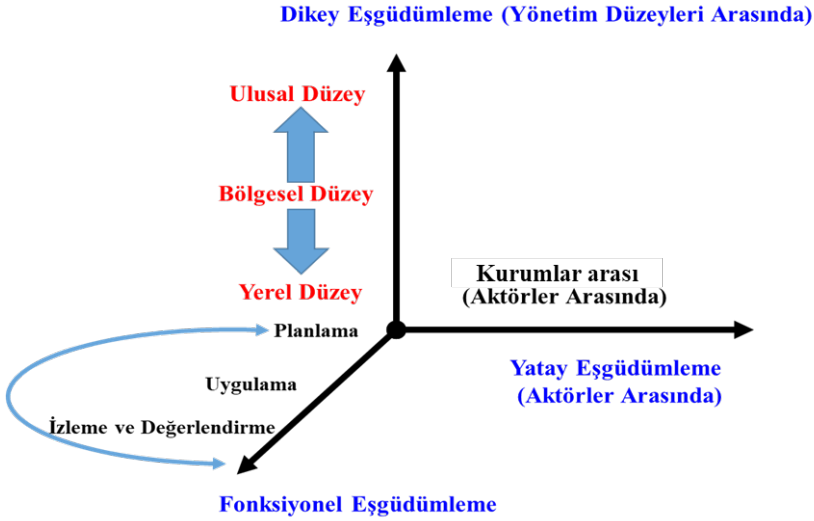 Dikey Eşgüdümleme (Yönetim Düzeyleri Arasında)
Ulusal Düzey
Bölgesel Düzey
Yerel Düzey
Kurumlar arası
(Aktörler Arasında)
Planlama
Uygulama
İzleme ve Değerlendirme
Yatay Eşgüdümleme
(Aktörler Arasında)
Fonksiyonel Eşgüdümleme